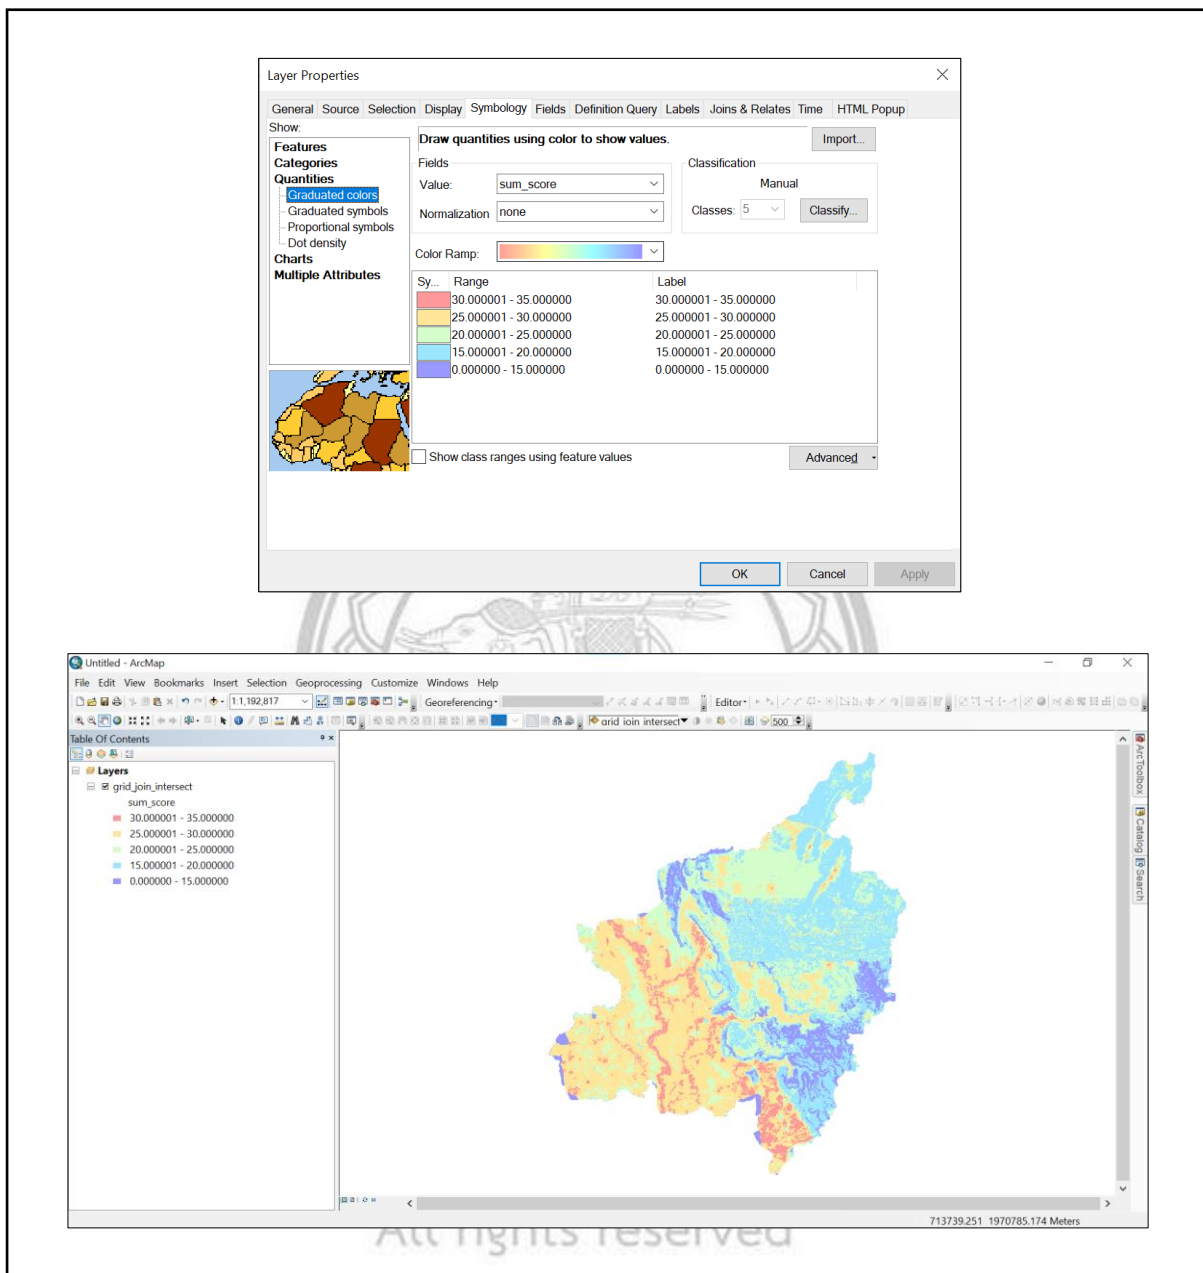 Layer Properties
General Source Selection Display Symbology Fields Definition Query Labels Joins & Relates Time HTML Popup
Show:
Features
Categories
Quantities
Graduated colors
Graduated symbols
Proportional symbols
Dot density
Charts
Multiple Attributes
Draw quantities using color to show values.
Import...
Fields
Value: sum_score
Normalization none
Classification
Manual
Classes: 5 Classify...
Color Ramp:
Sy... Range Label
30.000001 - 35.000000 30.000001 - 35.000000
25.000001 - 30.000000 25.000001 - 30.000000
20.000001 - 25.000000 20.000001 - 25.000000
15.000001 - 20.000000 15.000001 - 20.000000
0.000000 - 15.000000 0.000000 - 15.000000
Show class ranges using feature values
Advanced
OK Cancel Apply
Untitled - ArcMap
File Edit View Bookmarks Insert Selection Geoprocessing Customize Windows Help
1:1,192,817 Georeferencing Editor
grid_join_intersect 500
Table Of Contents
Layers
grid_join_intersect
sum_score
30.000001 - 35.000000
25.000001 - 30.000000
20.000001 - 25.000000
15.000001 - 20.000000
0.000000 - 15.000000
ArcToolbox
Catalog
Search
713739.251 1970785.174 Meters
All rights reserved